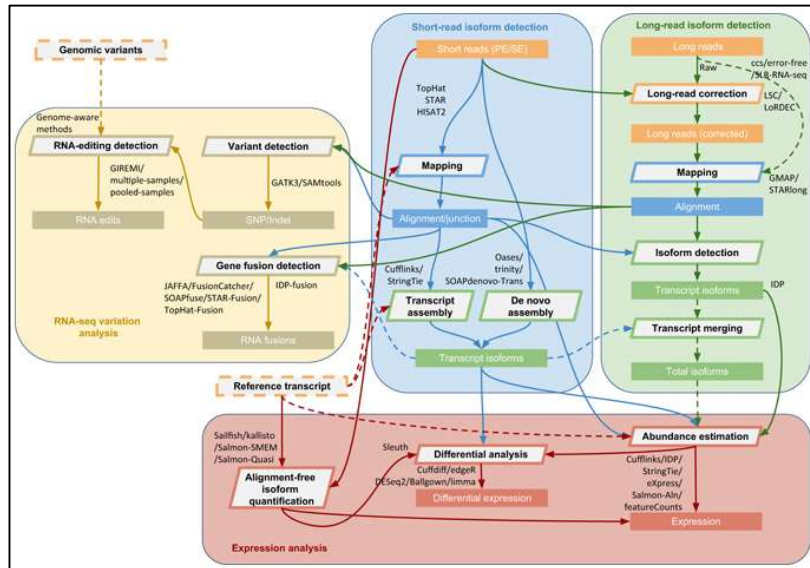 Short-read isoform detection
Long-read isoform detection
Genomic variants
Short reads (PE/SE)
Long reads
Raw
ccs/error-free
/SLR-RNA-seq
TopHat
STAR
HISAT2
Long-read correction
LSC/
LoRDEC
Genome-aware
methods
RNA-editing detection
Variant detection
Long reads (corrected)
GIREMI/
multiple-samples/
pooled-samples
GATK3/SAMtools
Mapping
Mapping
GMAP/
STARlong
RNA edits
SNP/Indel
Alignment/junction
Alignment
Gene fusion detection
Isoform detection
JAFFA/FusionCatcher/
SOAPfuse/STAR-Fusion/
TopHat-Fusion
IDP-fusion
Cufflinks/
StringTie
Oases/
trinity/
SOAPdenovo-Trans
Transcript isoforms
IDP
Transcript
assembly
De novo
assembly
Transcript merging
RNA-seq variation
analysis
RNA fusions
Transcript isoforms
Total isoforms
Reference transcript
Sailfish/kallisto
/Salmon-SMEM
/Salmon-Quasi
Sleuth
Differential analysis
Abundance estimation
Alignment-free
isoform
quantification
Cuffdiff/edgeR
DESeq2/Ballgown/limma
Cufflinks/IDP/
StringTie/
eXpress/
Salmon-Aln/
featureCounts
Differential expression
Expression
Expression analysis